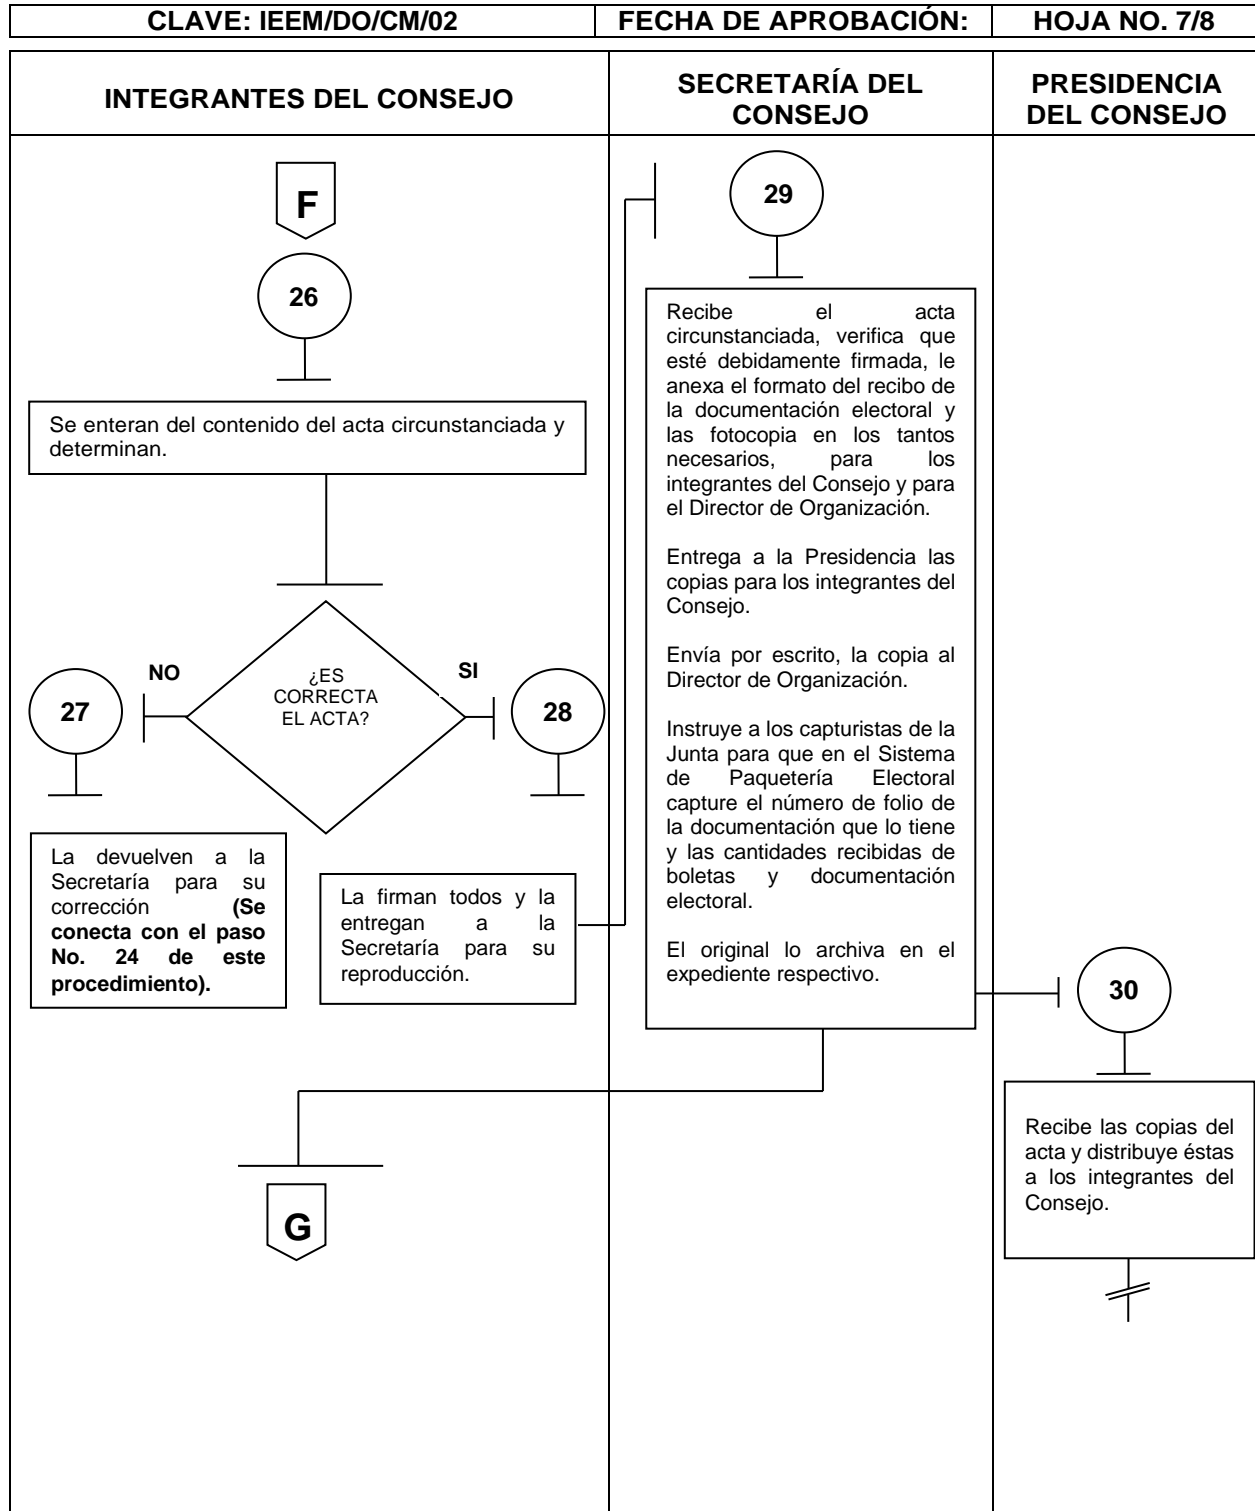 CLAVE: IEEM/DO/CM/02
FECHA DE APROBACIÓN:
HOJA NO. 7/8
INTEGRANTES DEL CONSEJO
SECRETARÍA DEL
CONSEJO
PRESIDENCIA
DEL CONSEJO
F
26
Se enteran del contenido del acta circunstanciada y
determinan.
¿ES
CORRECTA
EL ACTA?
NO
SI
27
28
La devuelven a la
Secretaría para su
corrección (Se
conecta con el paso
No. 24 de este
procedimiento).
La firman todos y la
entregan a la
Secretaría para su
reproducción.
29
Recibe el acta
circunstanciada, verifica que
esté debidamente firmada, le
anexa el formato del recibo de
la documentación electoral y
las fotocopia en los tantos
necesarios, para los
integrantes del Consejo y para
el Director de Organización.
Entrega a la Presidencia las
copias para los integrantes del
Consejo.
Envía por escrito, la copia al
Director de Organización.
Instruye a los capturistas de la
Junta para que en el Sistema
de Paquetería Electoral
capture el número de folio de
la documentación que lo tiene
y las cantidades recibidas de
boletas y documentación
electoral.
El original lo archiva en el
expediente respectivo.
30
Recibe las copias del
acta y distribuye éstas
a los integrantes del
Consejo.
G